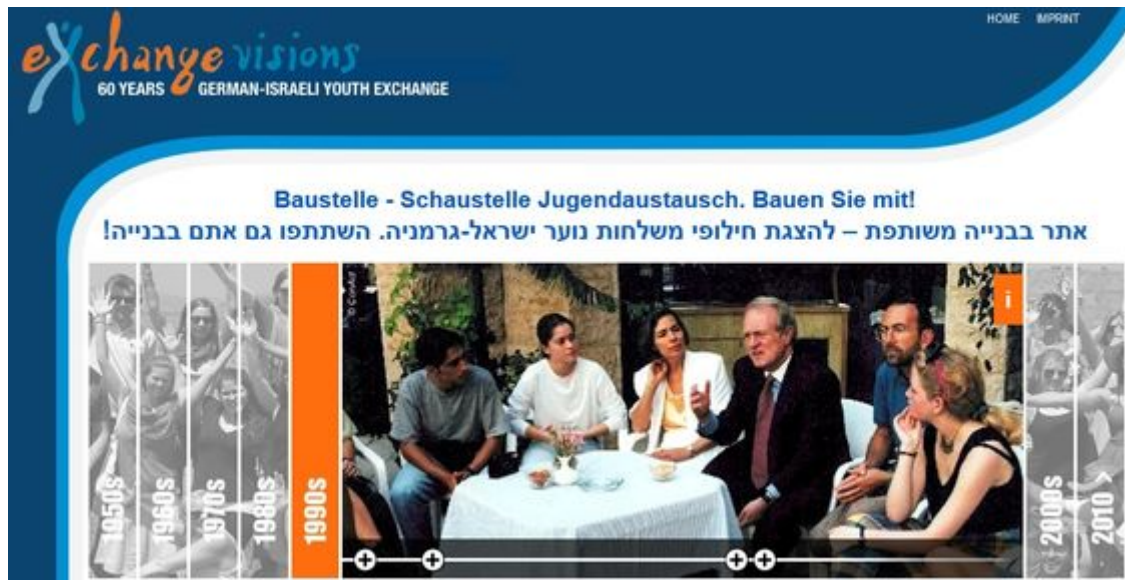 HOME IMPRINT
exchange visions
60 YEARS GERMAN-ISRAELI YOUTH EXCHANGE
Baustelle - Schaustelle Jugendaustausch. Bauen Sie mit!
אתר בבנייה משותפת – להצגת חילופי משלחות נוער ישראל-גרמניה. השתתפו גם אתם בבנייה!
© ConAct
i
1950s
1960s
1970s
1980s
1990s
2000s
2010 >